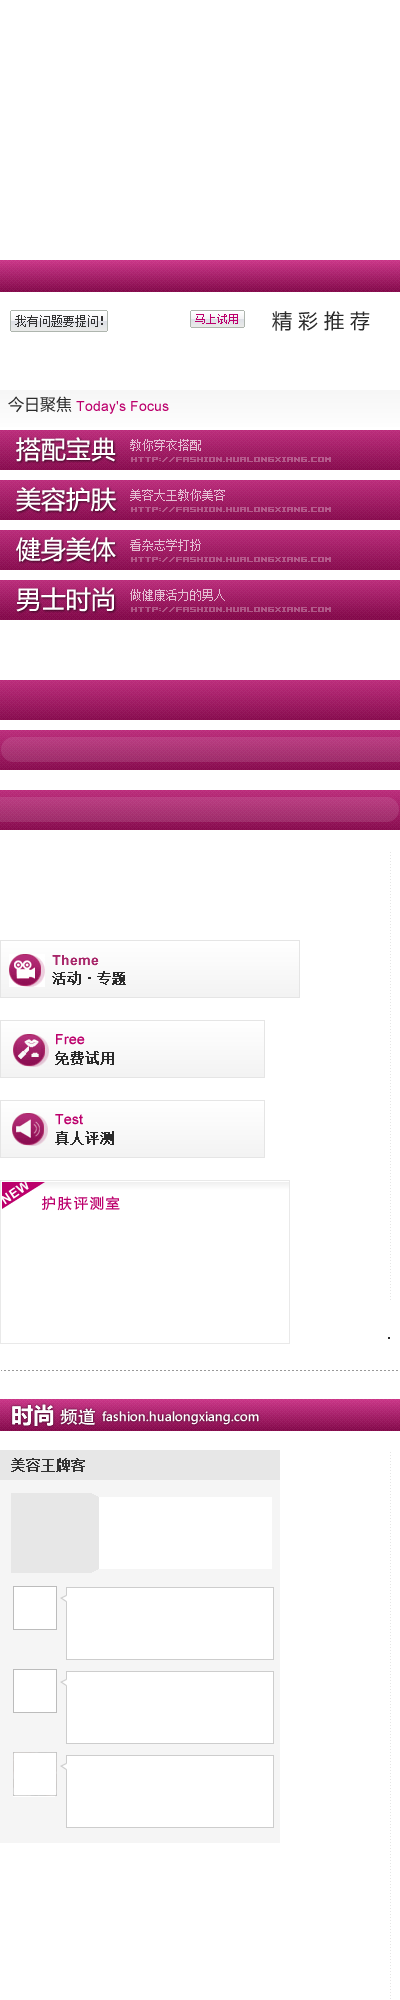 我有问题要提问!
马上试用
精彩推荐
今日聚焦 Today's Focus
搭配宝典 教你穿衣搭配
HTTP://FASHION.HUALONGXIANG.COM
美容护肤 美容大王教你美容
HTTP://FASHION.HUALONGXIANG.COM
健身美体 看杂志学打扮
HTTP://FASHION.HUALONGXIANG.COM
男士时尚 做健康活力的男人
HTTP://FASHION.HUALONGXIANG.COM
Theme
活动·专题
Free
免费试用
Test
真人评测
NEW
护肤评测室
时尚 频道 fashion.hualongxiang.com
美容王牌客